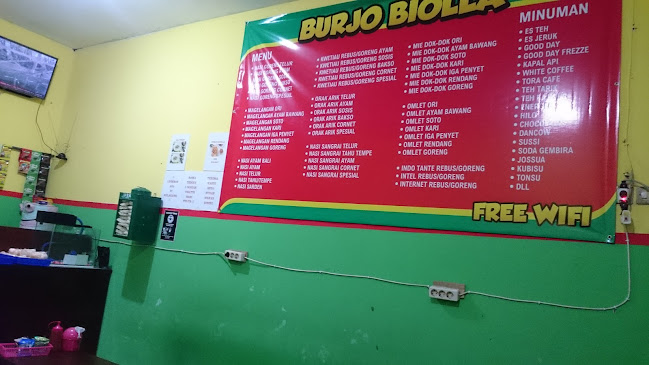 BURJO BIOLLA
MENU
TELUR
SPESIAL
• MAGELANGAN ORI
• MAGELANGAN AYAM BAWANG
• MAGELANGAN SOTO
• MAGELANGAN KARI
• MAGELANGAN IGA PENYET
• MAGELANGAN RENDANG
• MAGELANGAN GORENG
• NASI AYAM BALI
• NASI AYAM
• NASI TELUR
• NASI TAHU/TEMPE
• NASI SARDEN
• KWETIAU REBUS/GORENG AYAM
• KWETIAU REBUS/GORENG SOSIS
• KWETIAU REBUS/GORENG BAKSO
• KWETIAU REBUS/GORENG CORNET
• KWETIAU REBUS/GORENG SPESIAL
• ORAK ARIK TELUR
• ORAK ARIK AYAM
• ORAK ARIK SOSIS
• ORAK ARIK BAKSO
• ORAK ARIK CORNET
• ORAK ARIK SPESIAL
• NASI SANGRAI TELUR
• NASI SANGRAI TAHU TEMPE
• NASI SANGRAI AYAM
• NASI SANGRAI CORNET
• NASI SANGRAI SPESIAL
• MIE DOK-DOK ORI
• MIE DOK-DOK AYAM BAWANG
• MIE DOK-DOK SOTO
• MIE DOK-DOK KARI
• MIE DOK-DOK IGA PENYET
• MIE DOK-DOK RENDANG
• MIE DOK-DOK GORENG
• OMLET ORI
• OMLET AYAM BAWANG
• OMLET SOTO
• OMLET KARI
• OMLET IGA PENYET
• OMLET RENDANG
• OMLET GORENG
• INDO TANTE REBUS/GORENG
• INTEL REBUS/GORENG
• INTERNET REBUS/GORENG
MINUMAN
• ES TEH
• ES JERUK
• GOOD DAY
• GOOD DAY FREZZE
• KAPAL API
• WHITE COFFEE
• TORA CAFE
• TEH TARIK
• HILO
• DANCOW
• SUSSI
• SODA GEMBIRA
• JOSSUA
• KUBISU
• TONSU
• DLL
FREE WIFI